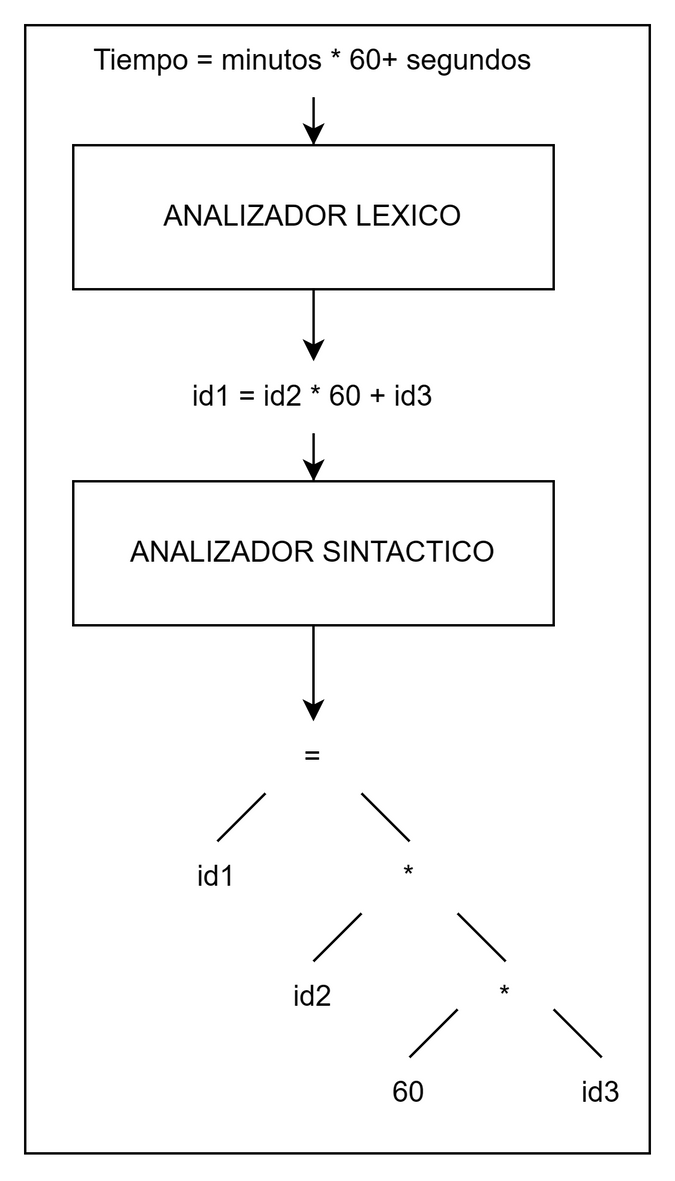 Tiempo = minutos * 60+ segundos
ANALIZADOR LEXICO
id1 = id2 * 60 + id3
ANALIZADOR SINTACTICO
=
id1 *
id2 *
60 id3